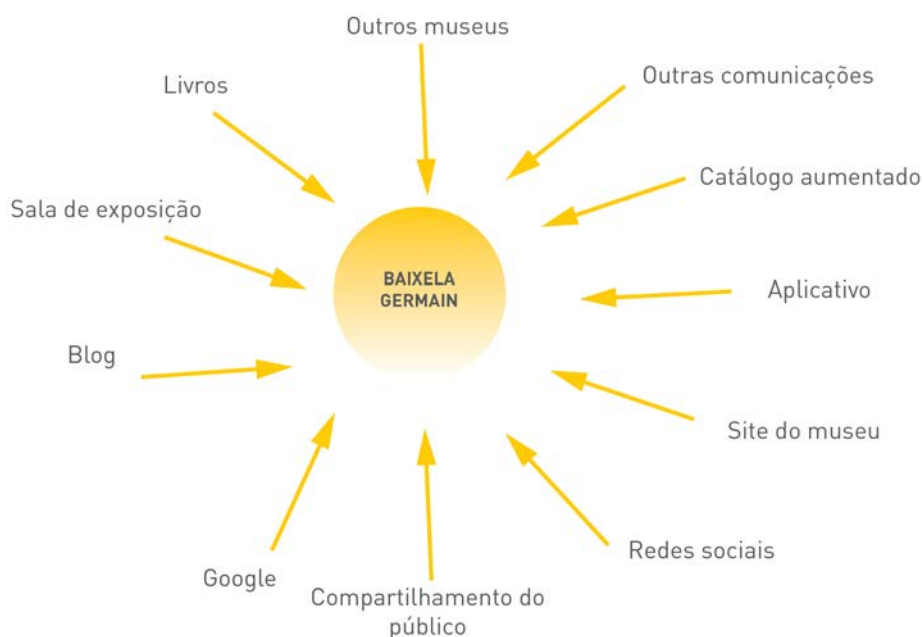 Outros museus
Outras comunicações
Livros
Catálogo aumentado
Sala de exposição
BAIXELA
GERMAIN
Aplicativo
Blog
Site do museu
Redes sociais
Google
Compartilhamento do
público